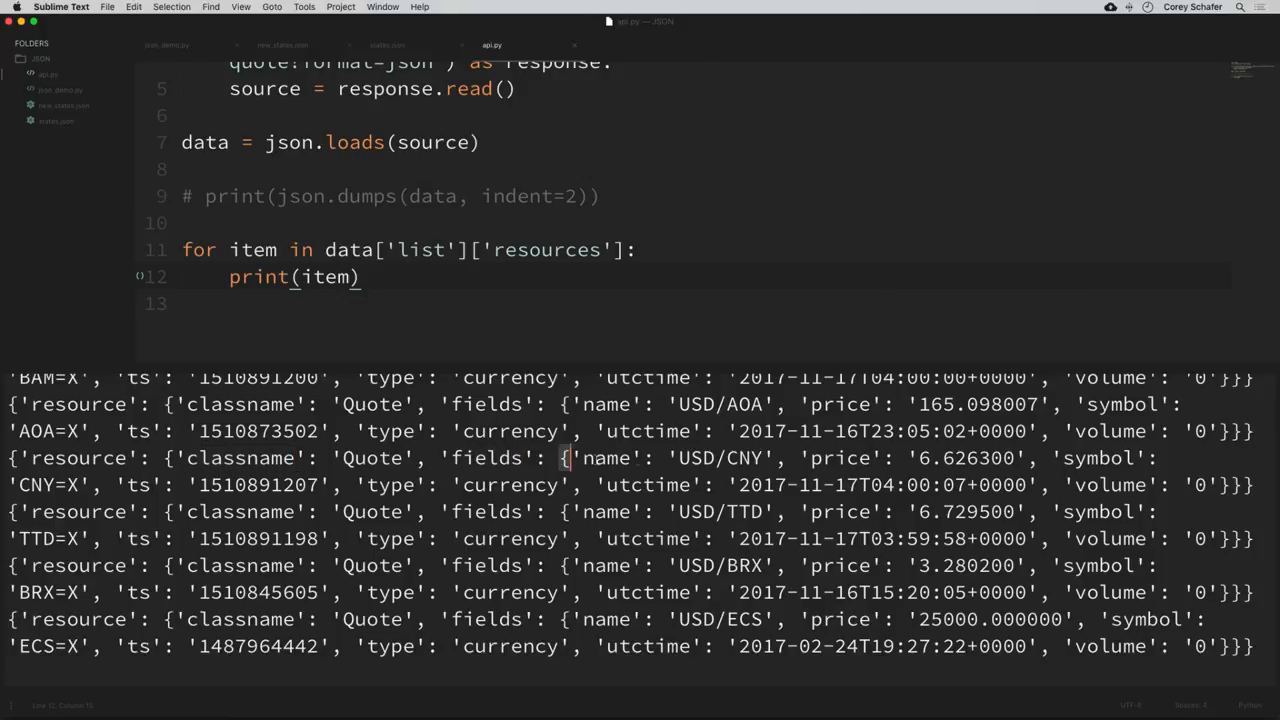 Sublime Text File Edit Selection Find View Goto Tools Project Window Help Corey Schafer
api.py — JSON
FOLDERS
JSON
api.py
json_demo.py
new_states.json
states.json
json_demo.py × new_states.json × states.json × api.py ×
quote?format=json") as response:
5 source = response.read()
6
7 data = json.loads(source)
8
9 # print(json.dumps(data, indent=2))
10
11 for item in data['list']['resources']:
12 print(item)
13
'BAM=X', 'ts': '1510891200', 'type': 'currency', 'utctime': '2017-11-17T04:00:00+0000', 'volume': '0'}}}
{'resource': {'classname': 'Quote', 'fields': {'name': 'USD/AOA', 'price': '165.098007', 'symbol':
'AOA=X', 'ts': '1510873502', 'type': 'currency', 'utctime': '2017-11-16T23:05:02+0000', 'volume': '0'}}}
{'resource': {'classname': 'Quote', 'fields': {'name': 'USD/CNY', 'price': '6.626300', 'symbol':
'CNY=X', 'ts': '1510891207', 'type': 'currency', 'utctime': '2017-11-17T04:00:07+0000', 'volume': '0'}}}
{'resource': {'classname': 'Quote', 'fields': {'name': 'USD/TTD', 'price': '6.729500', 'symbol':
'TTD=X', 'ts': '1510891198', 'type': 'currency', 'utctime': '2017-11-17T03:59:58+0000', 'volume': '0'}}}
{'resource': {'classname': 'Quote', 'fields': {'name': 'USD/BRX', 'price': '3.280200', 'symbol':
'BRX=X', 'ts': '1510845605', 'type': 'currency', 'utctime': '2017-11-16T15:20:05+0000', 'volume': '0'}}}
{'resource': {'classname': 'Quote', 'fields': {'name': 'USD/ECS', 'price': '25000.000000', 'symbol':
'ECS=X', 'ts': '1487964442', 'type': 'currency', 'utctime': '2017-02-24T19:27:22+0000', 'volume': '0'}}}
Line 12, Column 15 UTF-8 Spaces: 4 Python